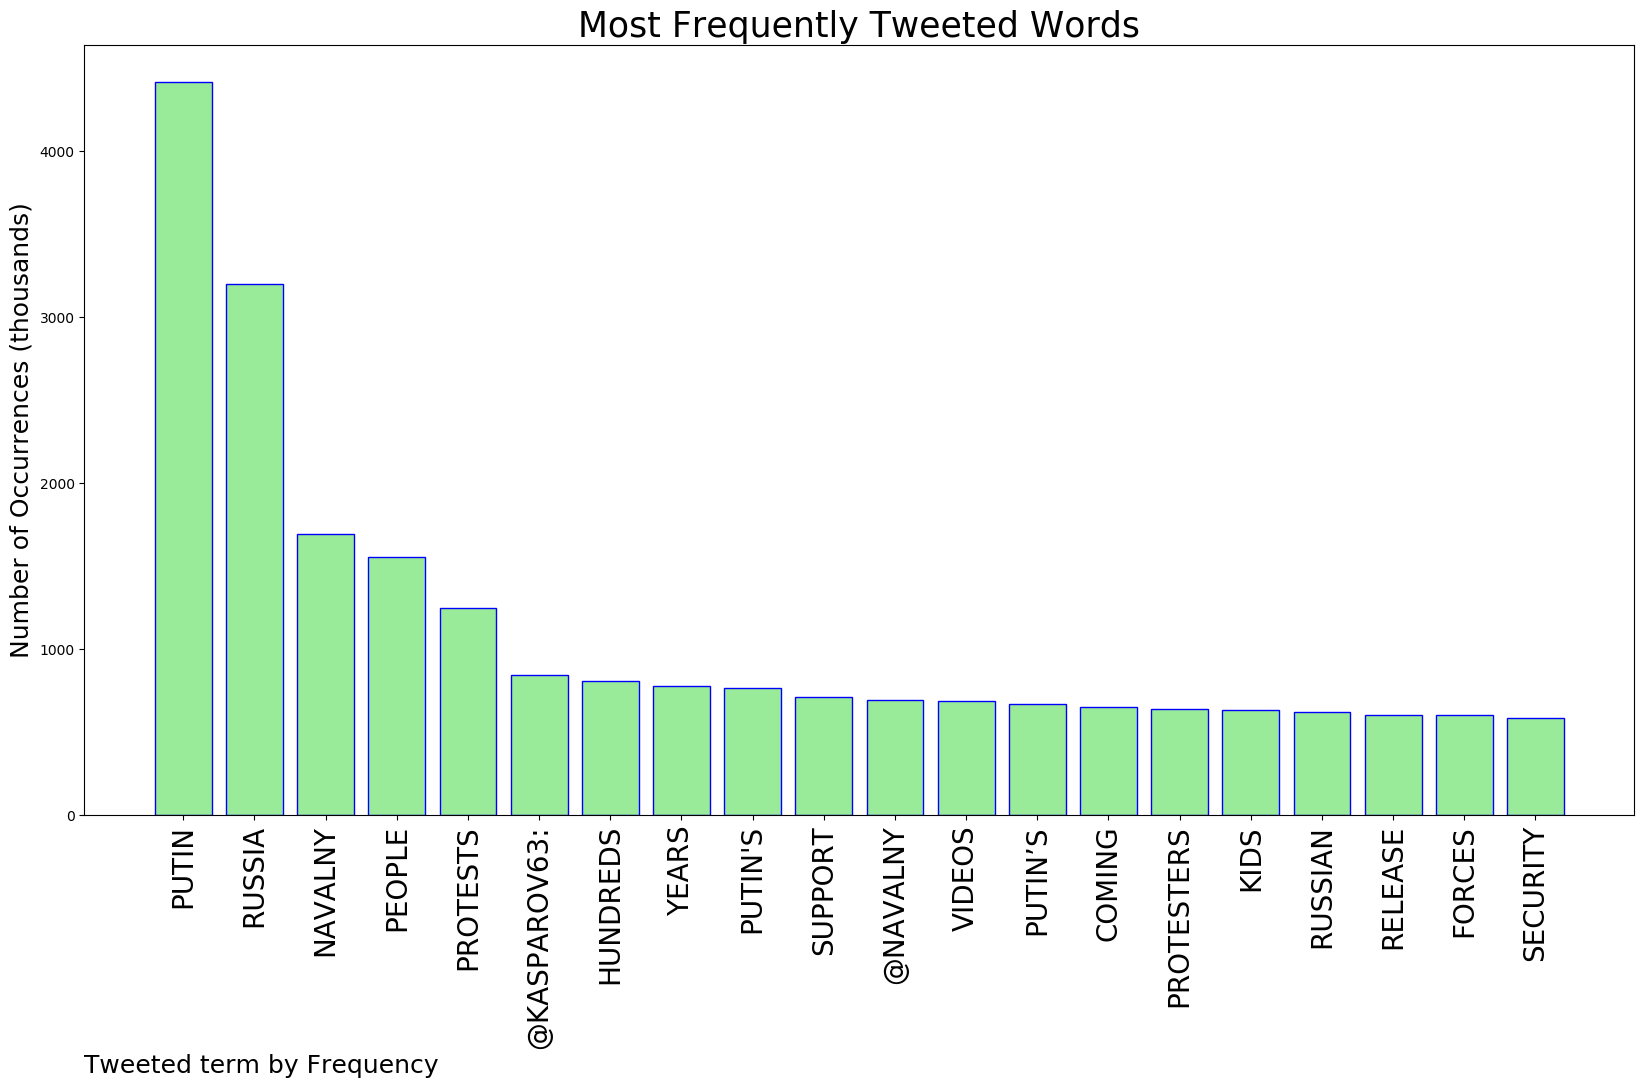 Most Frequently Tweeted Words
Number of Occurrences (thousands)
4000
3000
2000
1000
0
PUTIN
RUSSIA
NAVALNY
PEOPLE
PROTESTS
@KASPAROV63:
HUNDREDS
YEARS
PUTIN'S
SUPPORT
@NAVALNY
VIDEOS
PUTIN’S
COMING
PROTESTERS
KIDS
RUSSIAN
RELEASE
FORCES
SECURITY
Tweeted term by Frequency